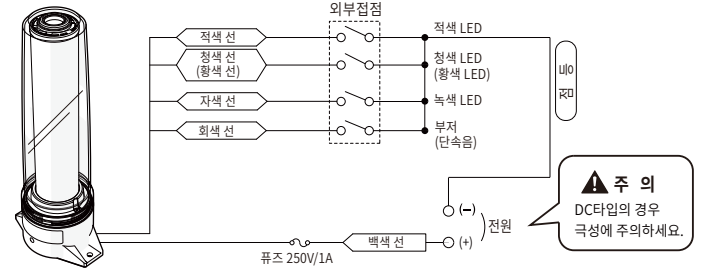 외부접점
적색 선
적색 LED
청색 선
(황색 선)
청색 LED
(황색 LED)
점등
자색 선
녹색 LED
회색 선
부저
(단속음)
주 의
DC타입의 경우
극성에 주의하세요.
(−)
전원
백색 선
(+)
퓨즈 250V/1A